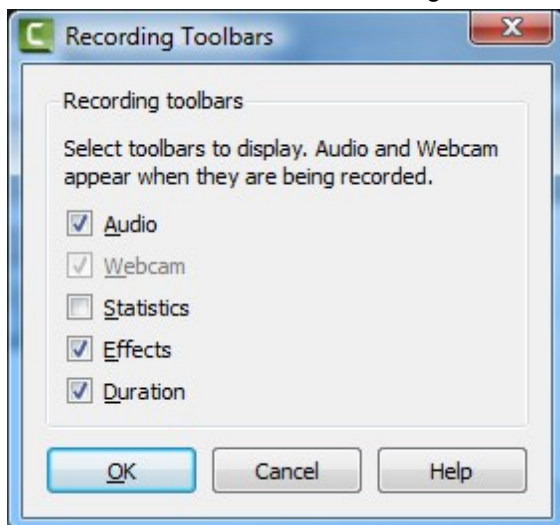 Recording Toolbars
Recording toolbars
Select toolbars to display. Audio and Webcam
appear when they are being recorded.
Audio
Webcam
Statistics
Effects
Duration
OK
Cancel
Help